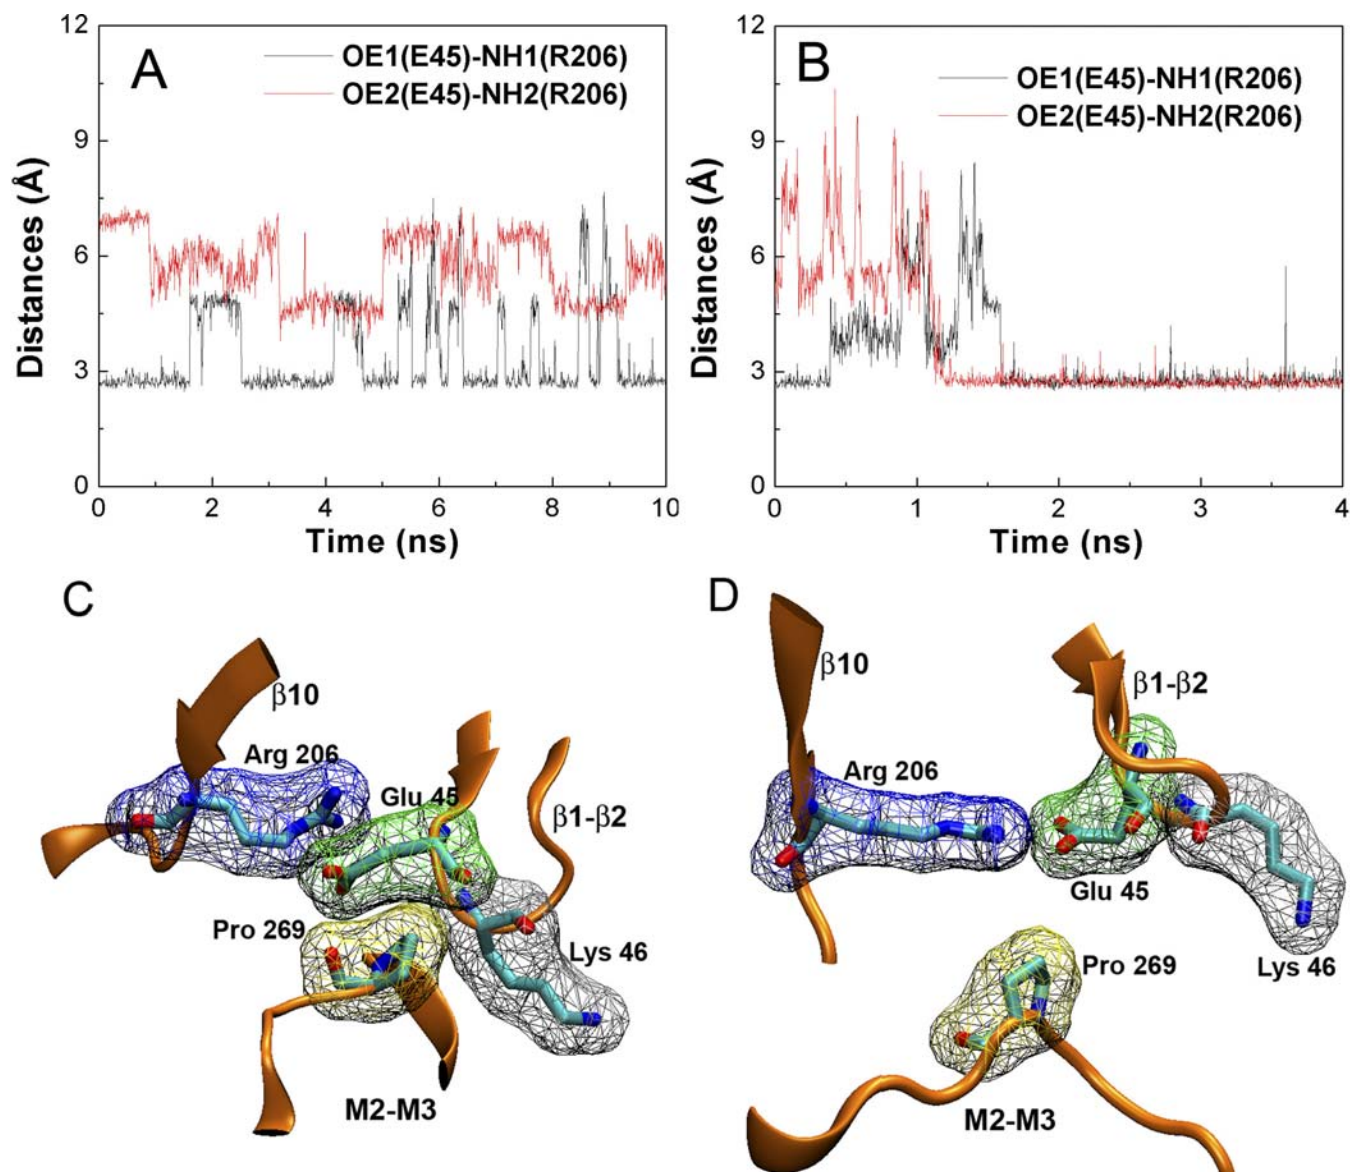 A
OE1(E45)-NH1(R206)
OE2(E45)-NH2(R206)
12
9
6
3
0
Distances (Å)
0 2 4 6 8 10
Time (ns)
B
OE1(E45)-NH1(R206)
OE2(E45)-NH2(R206)
12
9
6
3
0
Distances (Å)
0 1 2 3 4
Time (ns)
C
β10
Arg 206
Glu 45
β1-β2
Pro 269
Lys 46
M2-M3
D
β10
β1-β2
Arg 206
Glu 45
Pro 269
Lys 46
M2-M3